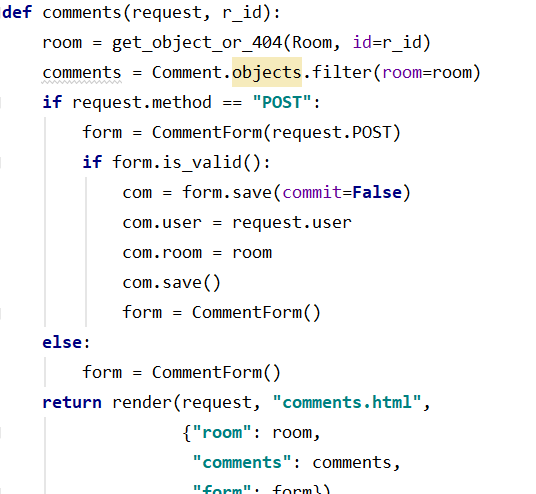 def comments(request, r_id):
    room = get_object_or_404(Room, id=r_id)
    comments = Comment.objects.filter(room=room)
    if request.method == "POST":
        form = CommentForm(request.POST)
        if form.is_valid():
            com = form.save(commit=False)
            com.user = request.user
            com.room = room
            com.save()
            form = CommentForm()
    else:
        form = CommentForm()
    return render(request, "comments.html",
                  {"room": room,
                   "comments": comments,
                   "form": form})